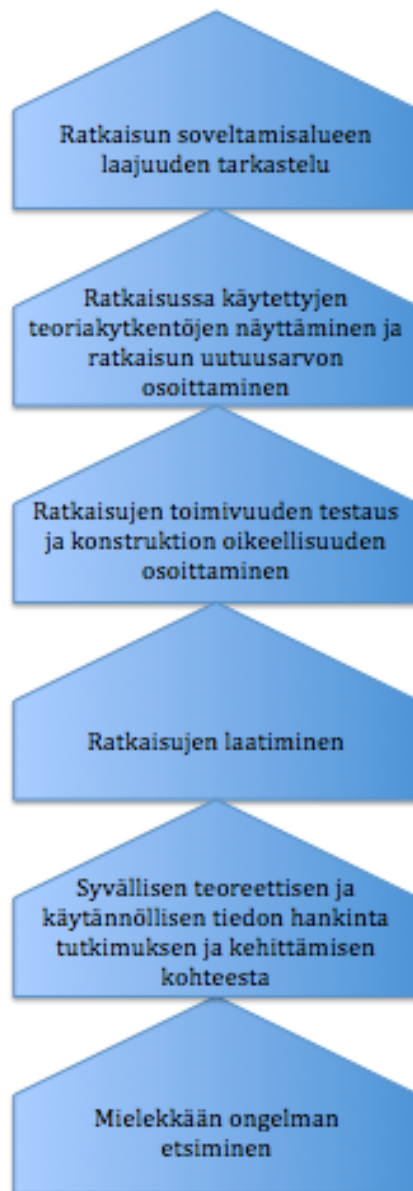 Ratkaisun soveltamisalueen
laajuuden tarkastelu
Ratkaisussa käytettyjen
teoriakytkentöjen näyttäminen ja
ratkaisun uutuusarvon
osoittaminen
Ratkaisujen toimivuuden testaus
ja konstruktion oikeellisuuden
osoittaminen
Ratkaisujen laatiminen
Syvällisen teoreettisen ja
käytännöllisen tiedon hankinta
tutkimuksen ja kehittämisen
kohteesta
Mielekkään ongelman
etsiminen